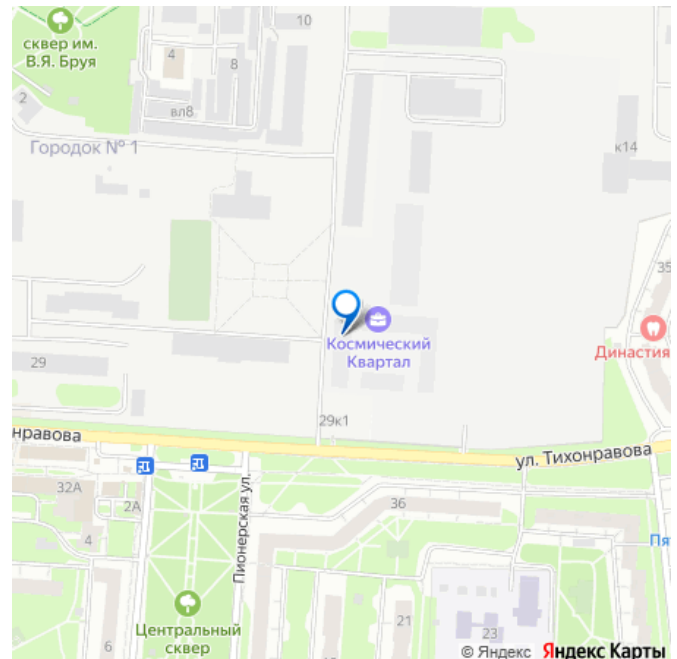 сквер им.
В.Я. Бруя
10
4
8
вл8
2
Городок № 1
к14
35
Династия
Космический
Квартал
29
29к1
нравова
ул. Тихонравова
32А
2А
4
Пионерская ул.
36
Пят
Центральный
сквер
6
21
23
© Яндекс Яндекс Карты